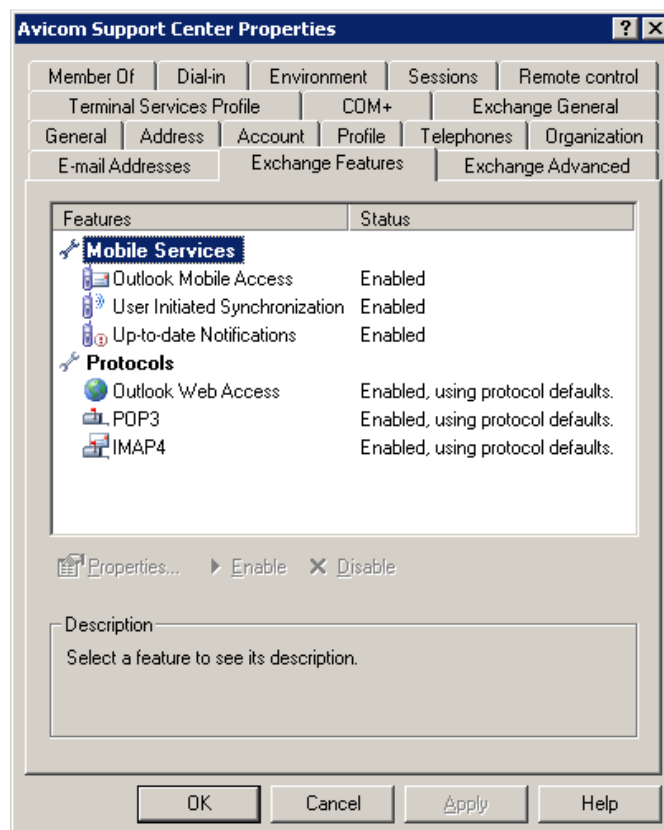 Avicom Support Center Properties
Member Of Dial-in Environment Sessions Remote control
Terminal Services Profile COM+ Exchange General
General Address Account Profile Telephones Organization
E-mail Addresses Exchange Features Exchange Advanced
Features Status
Mobile Services
Outlook Mobile Access Enabled
User Initiated Synchronization Enabled
Up-to-date Notifications Enabled
Protocols
Outlook Web Access Enabled, using protocol defaults.
POP3 Enabled, using protocol defaults.
IMAP4 Enabled, using protocol defaults.
Properties... Enable Disable
Description
Select a feature to see its description.
OK Cancel Apply Help